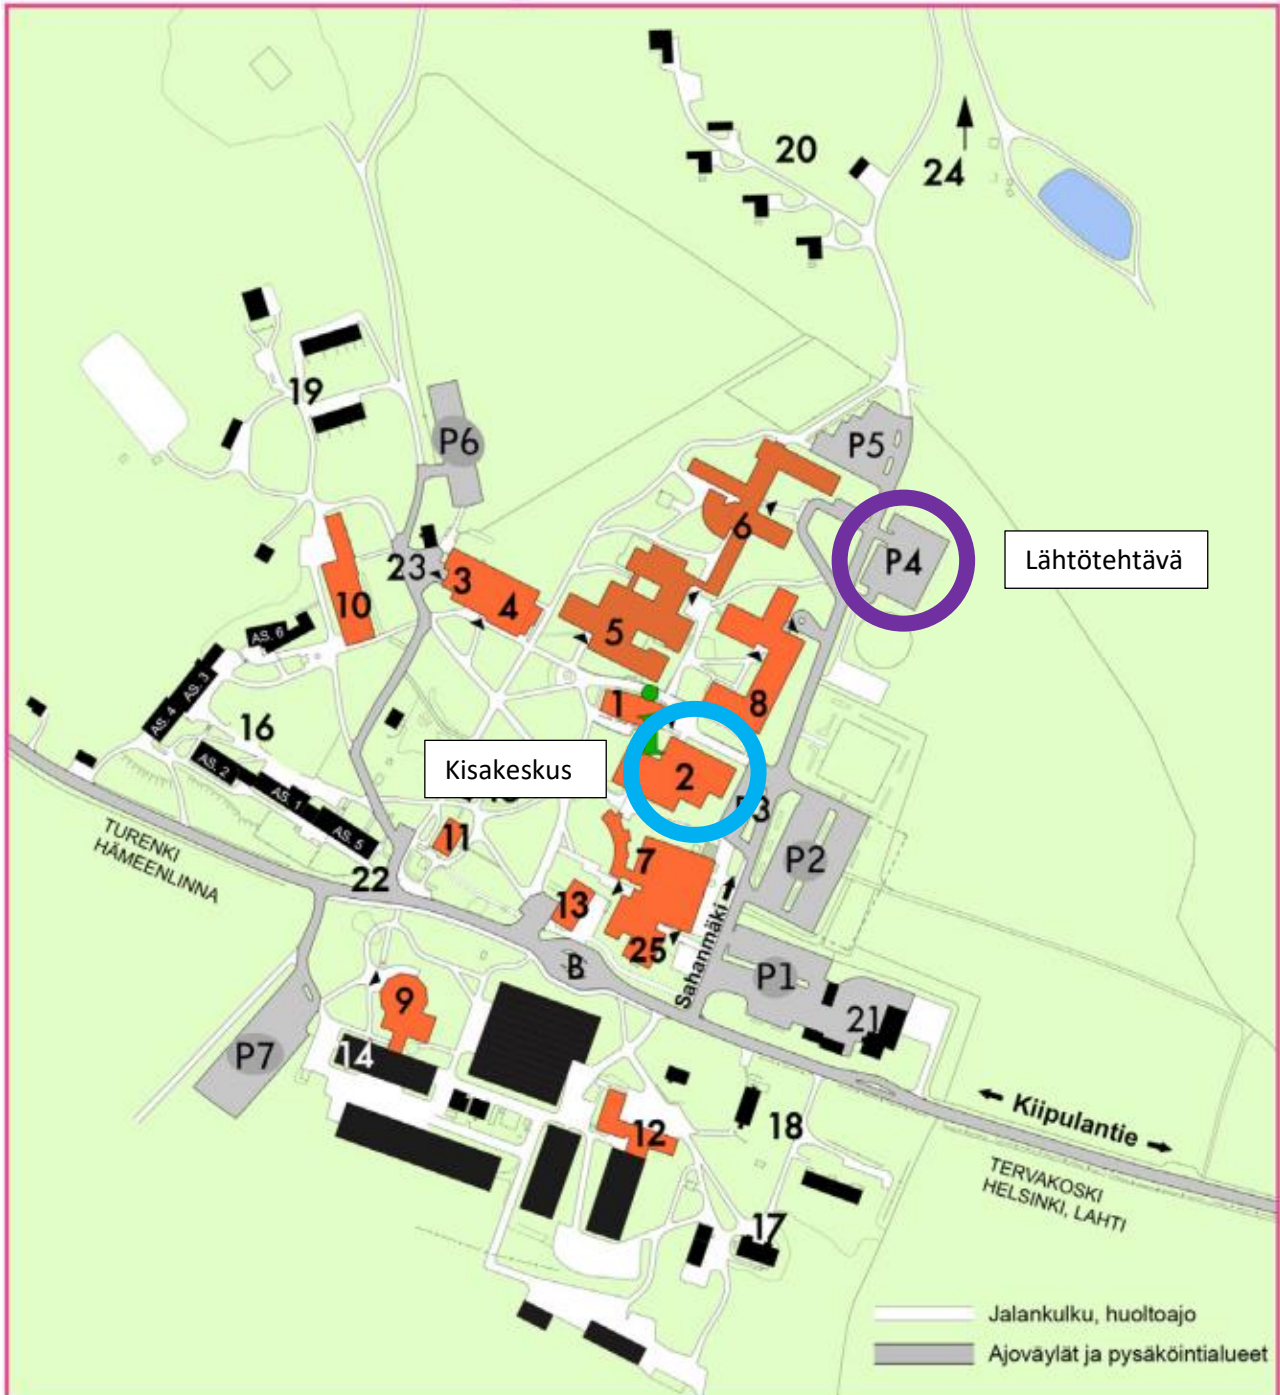 20
24
19
P6
P5
6
P4
Lähtötehtävä
23
3
4
10
5
AS. 6
AS. 3
AS. 4
16
1
8
Kisakeskus
2
AS. 2
AS. 1
AS. 5
11
TURENKI
HÄMEENLINNA
22
7
P2
13
25
Sahanmäki
B
P1
21
9
14
P7
12
18
Kiipulantie
TERVAKOSKI
HELSINKI, LAHTI
17
Jalankulku, huoltoajo
Ajoväylät ja pysäköintialueet